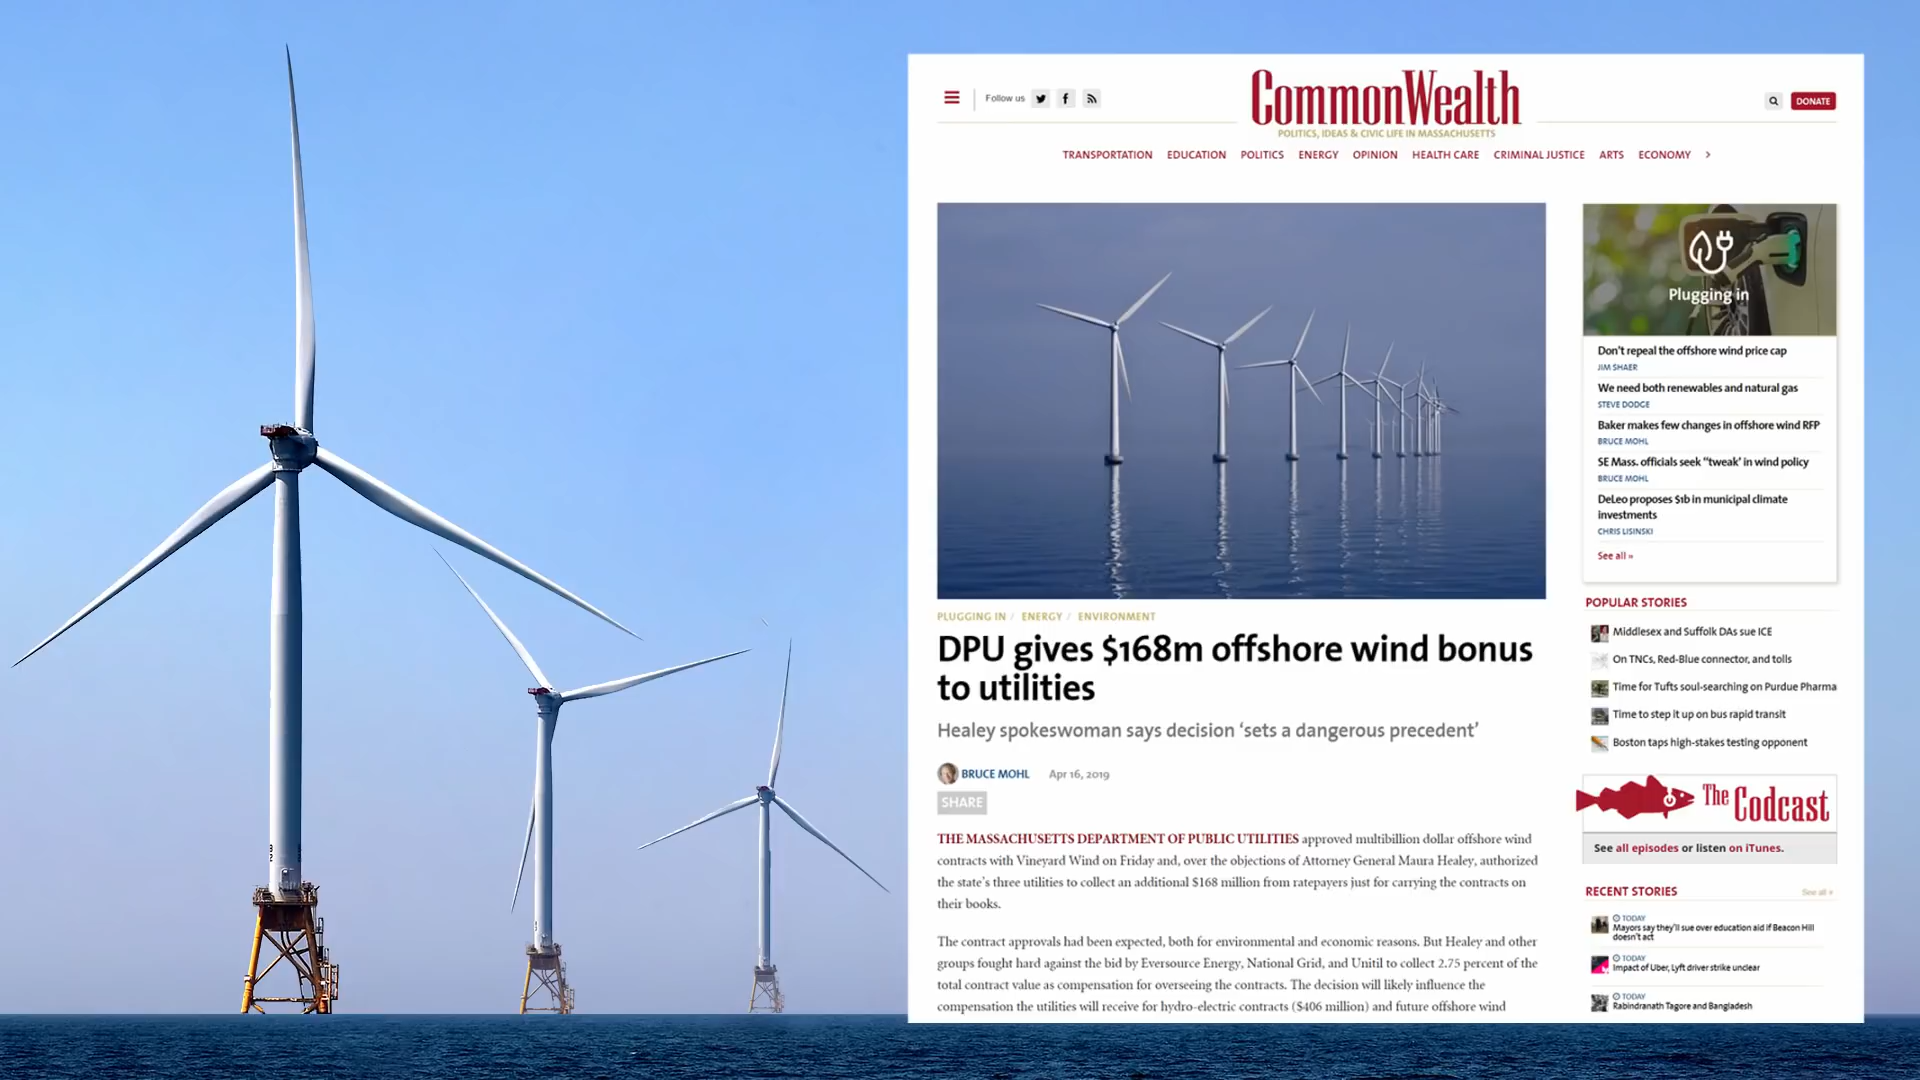 Follow us
CommonWealth
POLITICS, IDEAS & CIVIC LIFE IN MASSACHUSETTS
DONATE
TRANSPORTATION EDUCATION POLITICS ENERGY OPINION HEALTH CARE CRIMINAL JUSTICE ARTS ECONOMY >
PLUGGING IN / ENERGY / ENVIRONMENT
DPU gives $168m offshore wind bonus
to utilities
Healey spokeswoman says decision ‘sets a dangerous precedent’
BRUCE MOHL Apr 16, 2019
SHARE
THE MASSACHUSETTS DEPARTMENT OF PUBLIC UTILITIES approved multibillion dollar offshore wind
contracts with Vineyard Wind on Friday and, over the objections of Attorney General Maura Healey, authorized
the state’s three utilities to collect an additional $168 million from ratepayers just for carrying the contracts on
their books.
The contract approvals had been expected, both for environmental and economic reasons. But Healey and other
groups fought hard against the bid by Eversource Energy, National Grid, and Unitil to collect 2.75 percent of the
total contract value as compensation for overseeing the contracts. The decision will likely influence the
compensation the utilities will receive for hydro-electric contracts ($406 million) and future offshore wind
Plugging in
Don’t repeal the offshore wind price cap
JIM SHAER
We need both renewables and natural gas
STEVE DODGE
Baker makes few changes in offshore wind RFP
BRUCE MOHL
SE Mass. officials seek “tweak’ in wind policy
BRUCE MOHL
DeLeo proposes $1b in municipal climate
investments
CHRIS LISINSKI
See all »
POPULAR STORIES
Middlesex and Suffolk DAs sue ICE
On TNCs, Red-Blue connector, and tolls
Time for Tufts soul-searching on Purdue Pharma
Time to step it up on bus rapid transit
Boston taps high-stakes testing opponent
The Codcast
See all episodes or listen on iTunes.
RECENT STORIES See all »
TODAY
Mayors say they’ll sue over education aid if Beacon Hill
doesn’t act
TODAY
Impact of Uber, Lyft driver strike unclear
TODAY
Rabindranath Tagore and Bangladesh